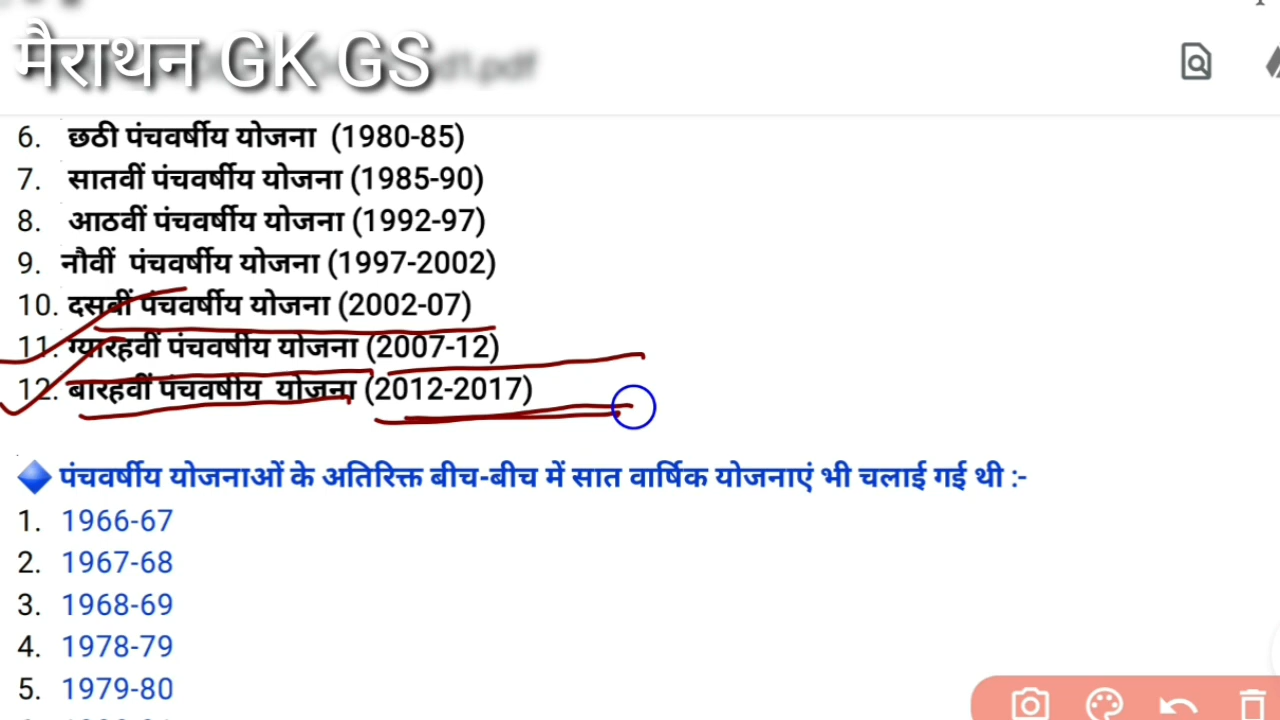 मैराथन GK GS d1.pdf
6. छठी पंचवर्षीय योजना (1980-85)
7. सातवीं पंचवर्षीय योजना (1985-90)
8. आठवीं पंचवर्षीय योजना (1992-97)
9. नौवीं पंचवर्षीय योजना (1997-2002)
10. दसवीं पंचवर्षीय योजना (2002-07)
11. ग्यारहवीं पंचवर्षीय योजना (2007-12)
12. बारहवीं पंचवर्षीय योजना (2012-2017)
पंचवर्षीय योजनाओं के अतिरिक्त बीच-बीच में सात वार्षिक योजनाएं भी चलाई गई थी :-
1. 1966-67
2. 1967-68
3. 1968-69
4. 1978-79
5. 1979-80